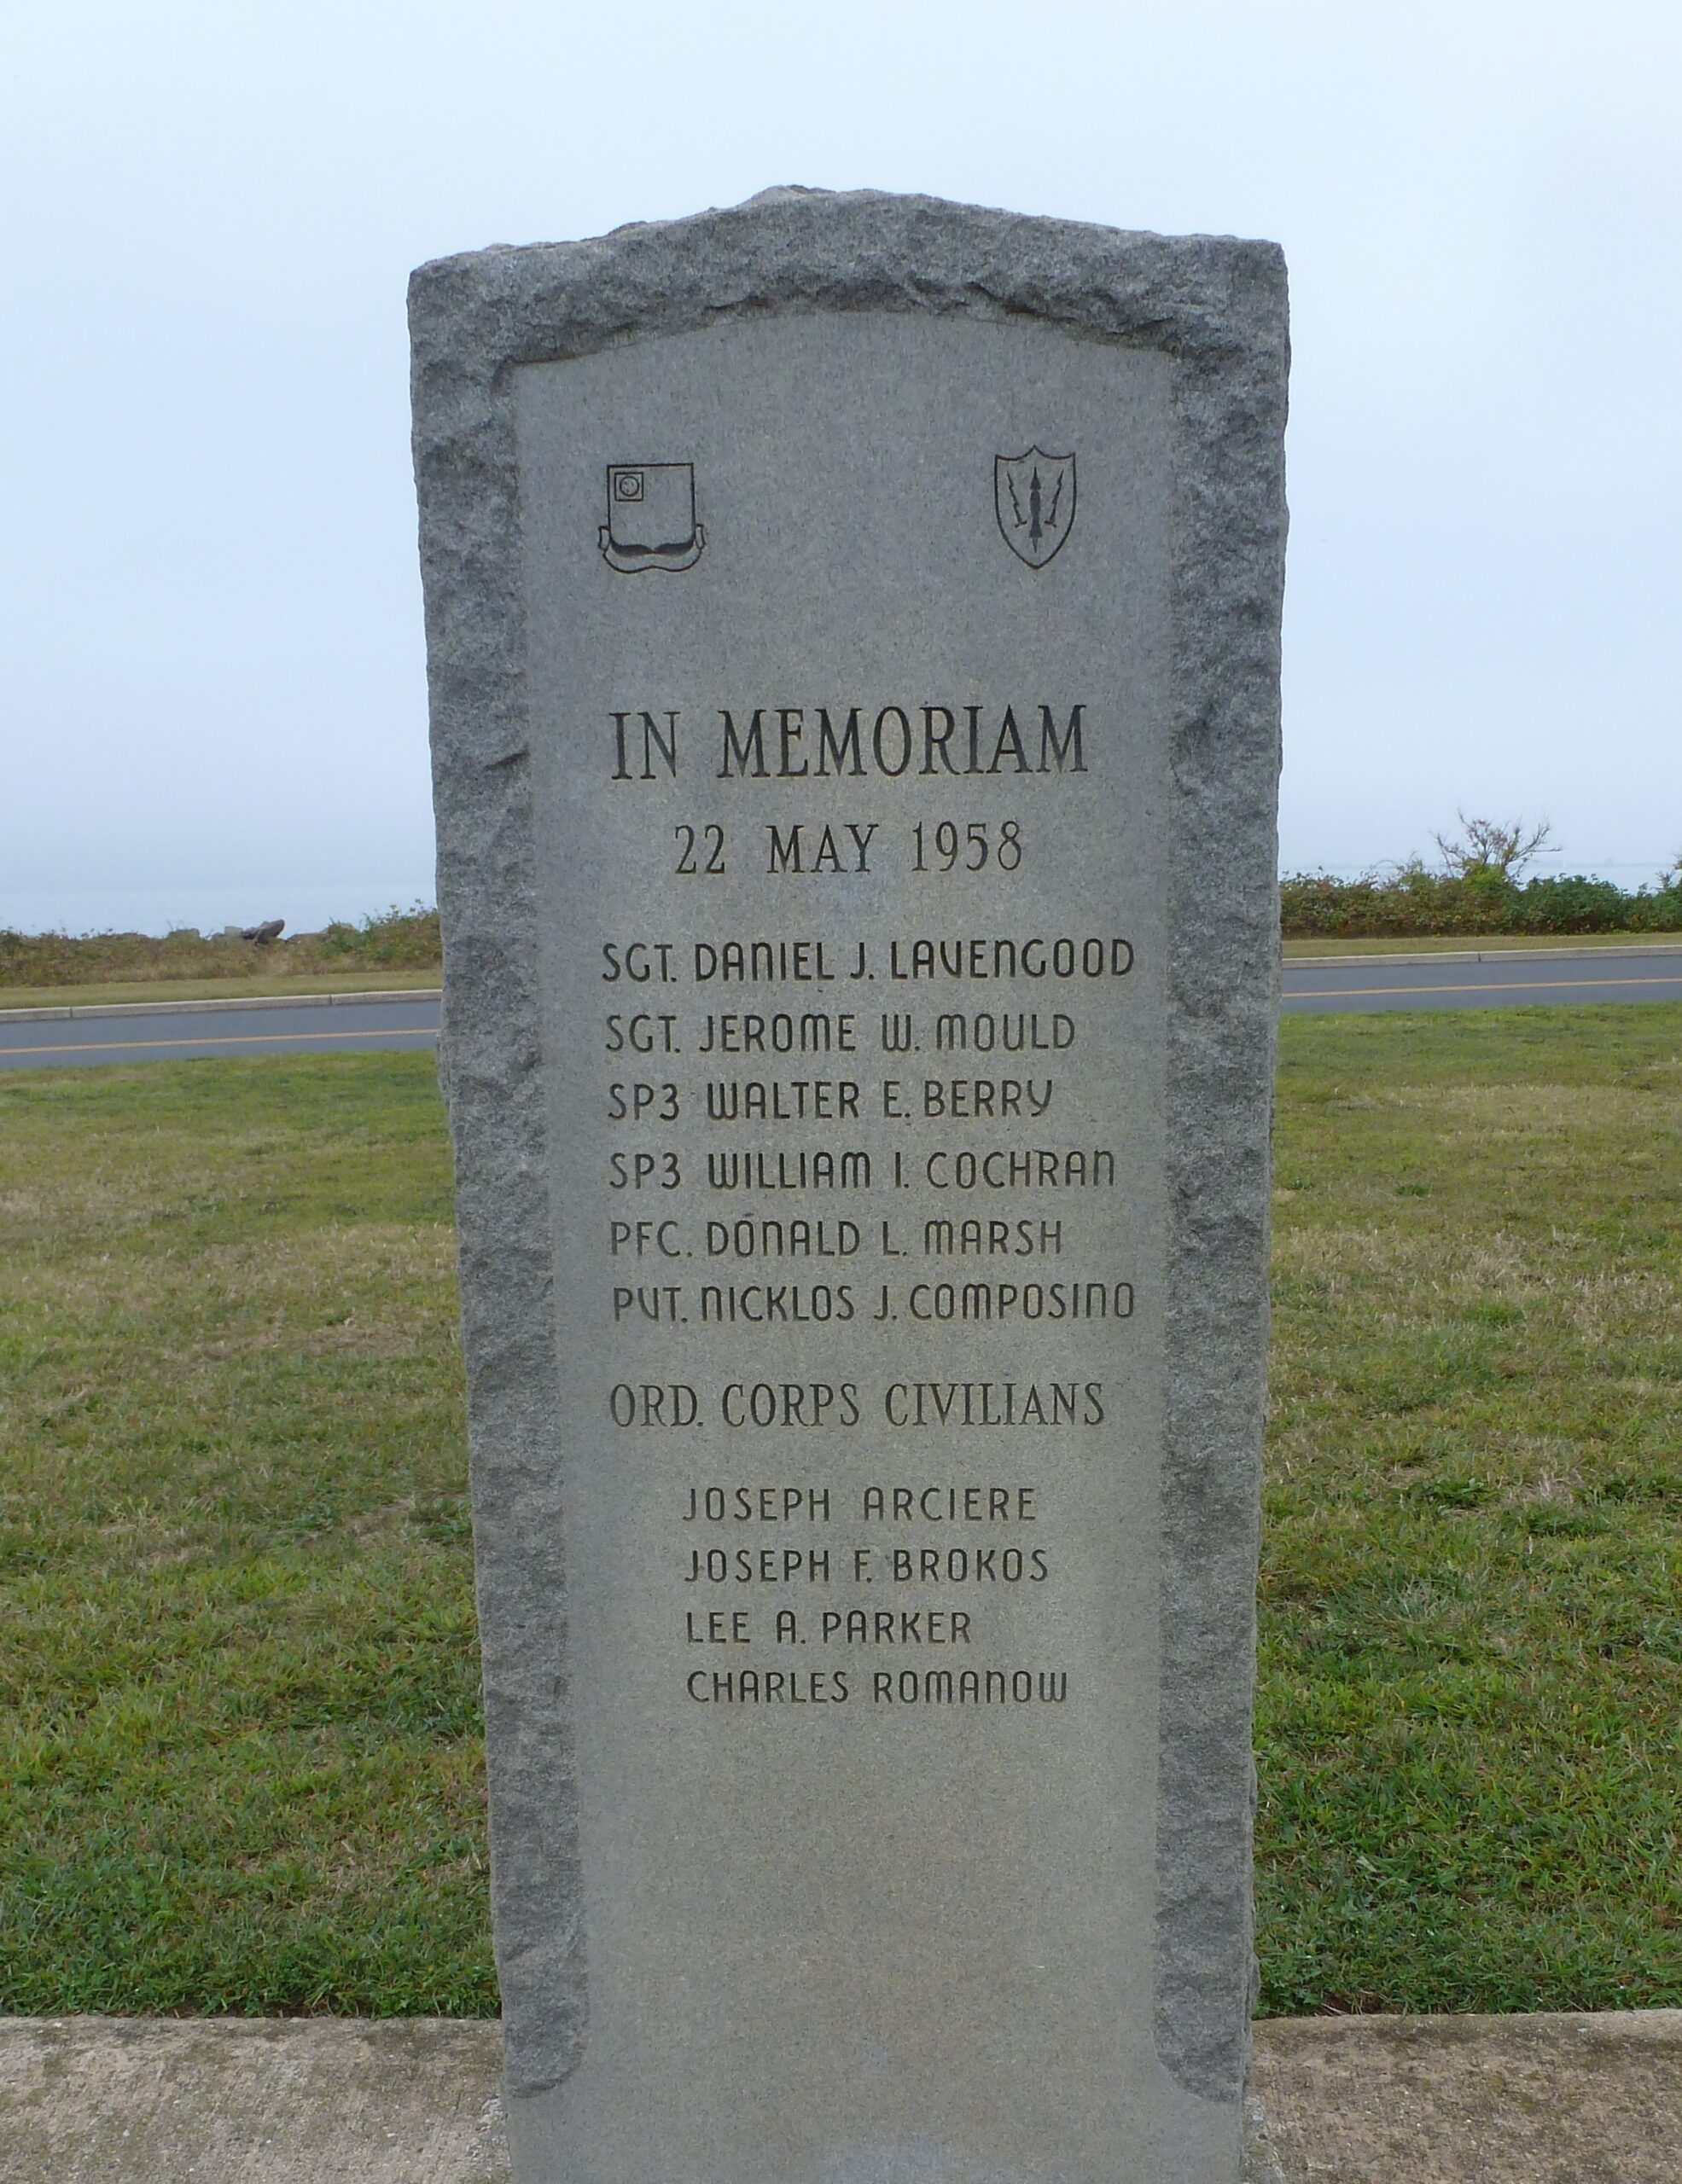 IN MEMORIAM
22 MAY 1958
SGT. DANIEL J. LAVENGOOD
SGT. JEROME W. MOULD
SP3 WALTER E. BERRY
SP3 WILLIAM I. COCHRAN
PFC. DONALD L. MARSH
PVT. NICKLOS J. COMPOSINO
ORD. CORPS CIVILIANS
JOSEPH ARCIERE
JOSEPH F. BROKOS
LEE A. PARKER
CHARLES ROMANOW